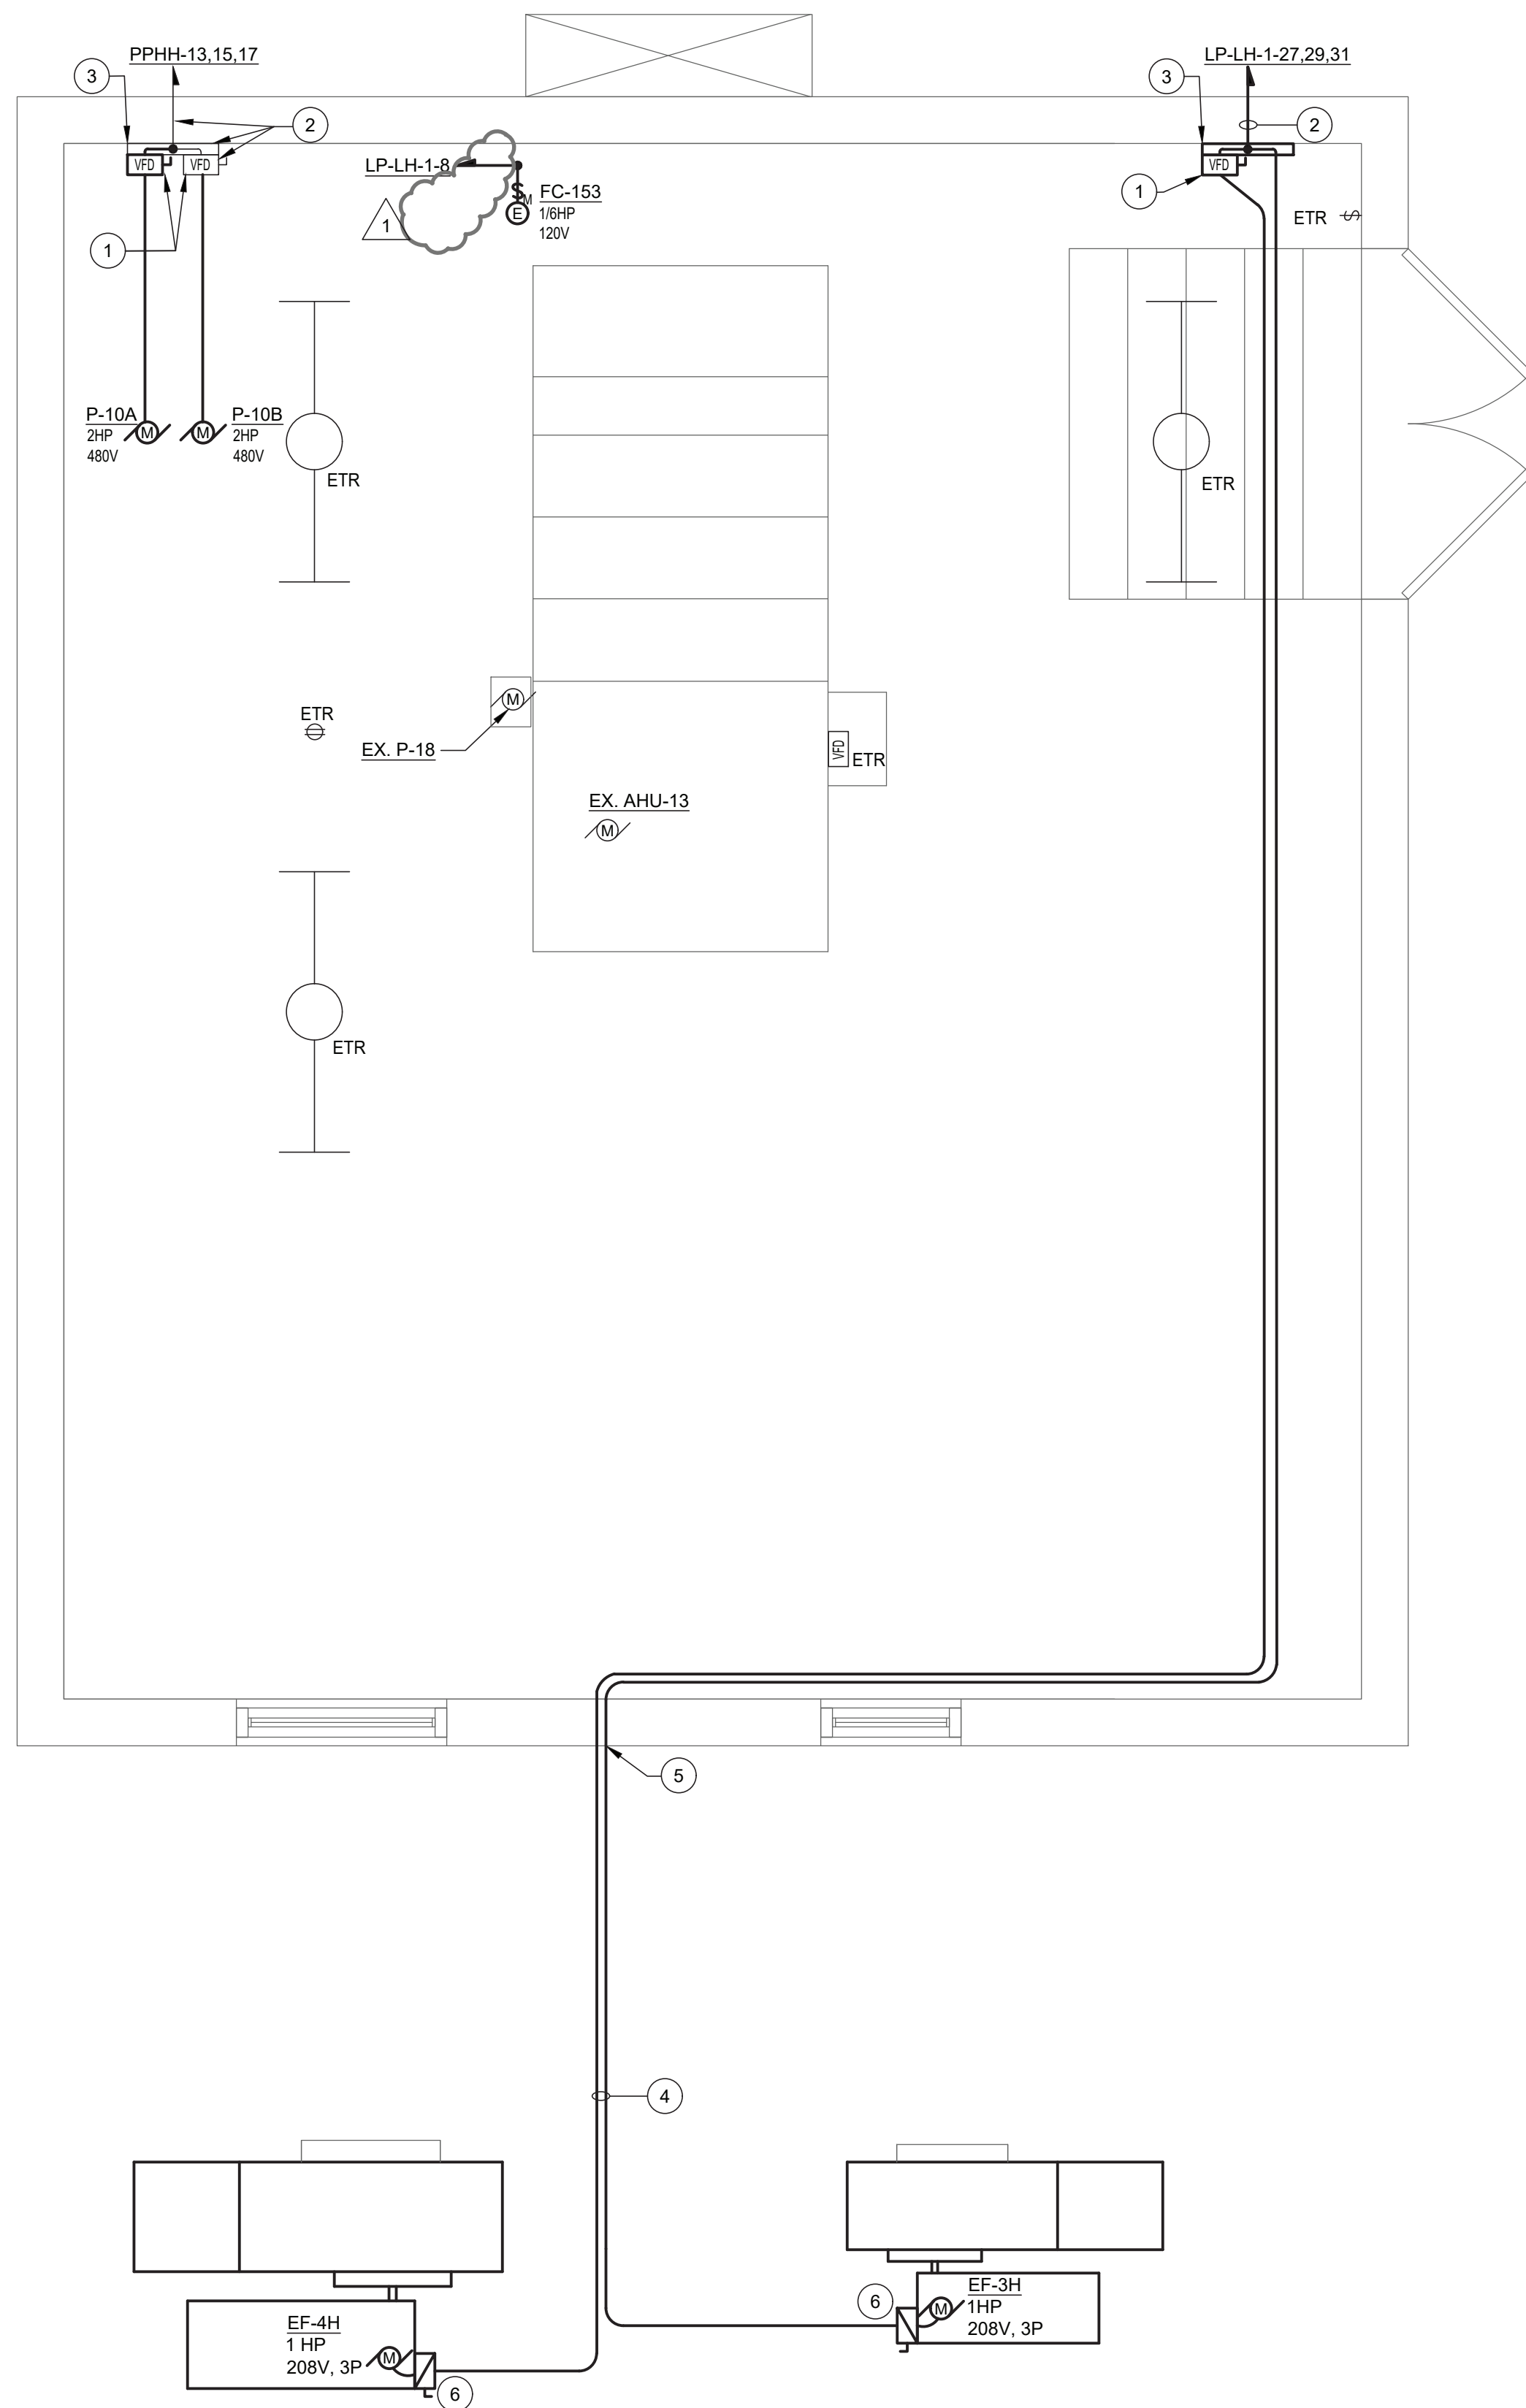 PPHH-13,15,17
LP-LH-1-27,29,31
3
3
2
2
VFD
VFD
VFD
LP-LH-1-8
FC-153
1/6HP
120V
$M
E
1
1
1
ETR
$
P-10A
2HP
480V
M
M
P-10B
2HP
480V
ETR
ETR
M
ETR
EX. P-18
VFD
ETR
EX. AHU-13
M
ETR
5
4
EF-3H
1HP
208V, 3P
M
6
EF-4H
1 HP
208V, 3P
M
6